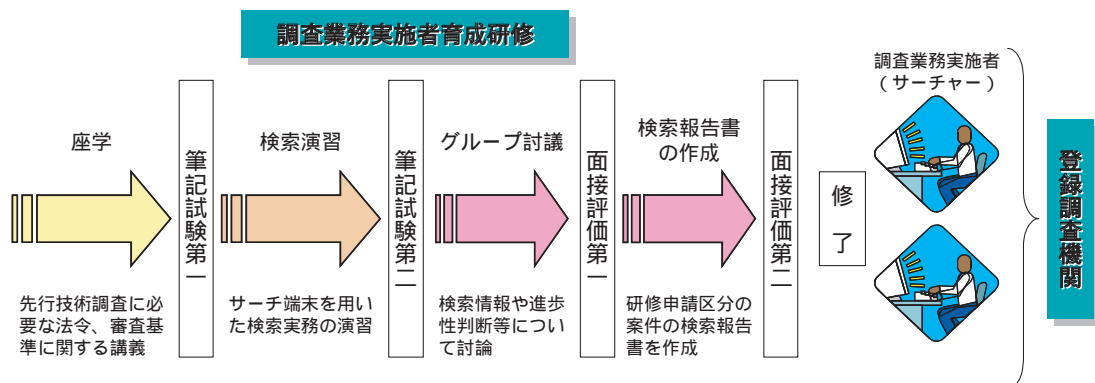 調査業務実施者育成研修
座学
先行技術調査に必
要な法令、審査基
準に関する講義
筆記試験第一
検索演習
サーチ端末を用い
た検索実務の演習
筆記試験第二
グループ討議
検索情報や進歩
性判断等につい
て討論
面接評価第一
検索報告書
の作成
研修申請区分の
案件の検索報告
書を作成
面接評価第二
修了
調査業務実施者
(サーチャー)
登録調査機関